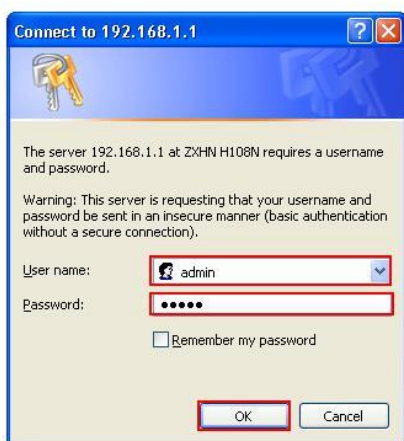 Connect to 192.168.1.1
The server 192.168.1.1 at ZXHN H108N requires a username
and password.
Warning: This server is requesting that your username and
password be sent in an insecure manner (basic authentication
without a secure connection).
User name:
admin
Password:
•••••
Remember my password
OK
Cancel